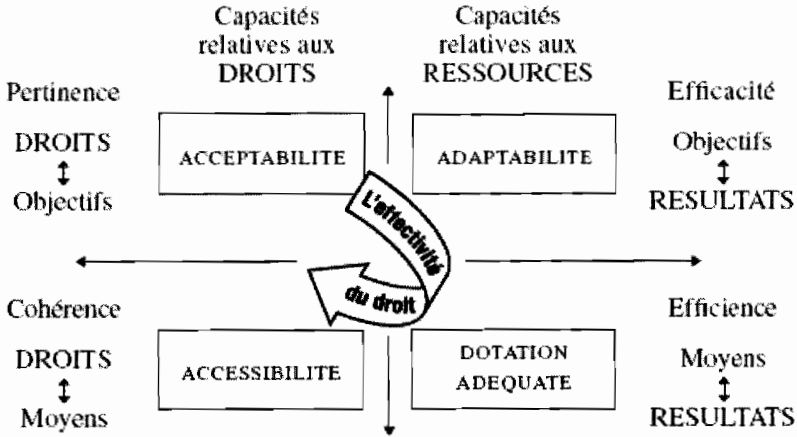 Capacités
relatives aux
DROITS
Capacités
relatives aux
RESSOURCES
Pertinence
DROITS
Objectifs
ACCEPTABILITE
ADAPTABILITE
Efficacité
Objectifs
RESULTATS
L'effectivité
du droit
Cohérence
DROITS
Moyens
ACCESSIBILITE
DOTATION
ADEQUATE
Efficience
Moyens
RESULTATS